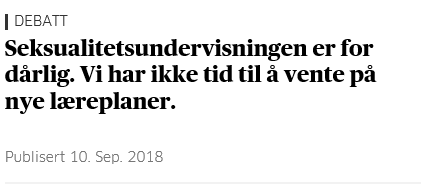 DEBATT
Seksualitetsundervisningen er for
dårlig. Vi har ikke tid til å vente på
nye læreplaner.
Publisert 10. Sep. 2018